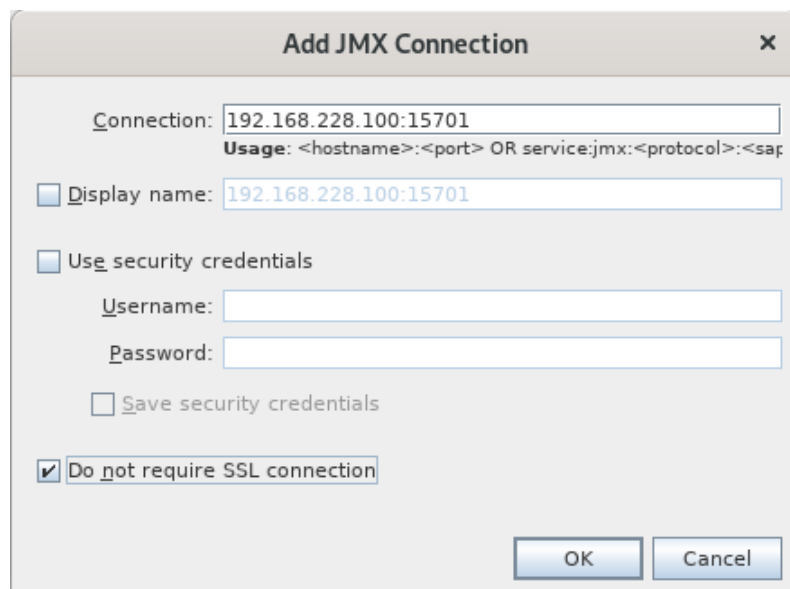 Add JMX Connection ×
Connection: 192.168.228.100:15701
Usage: <hostname>:<port> OR service:jmx:<protocol>:<sap
Display name: 192.168.228.100:15701
Use security credentials
Username:
Password:
Save security credentials
Do not require SSL connection
OK Cancel